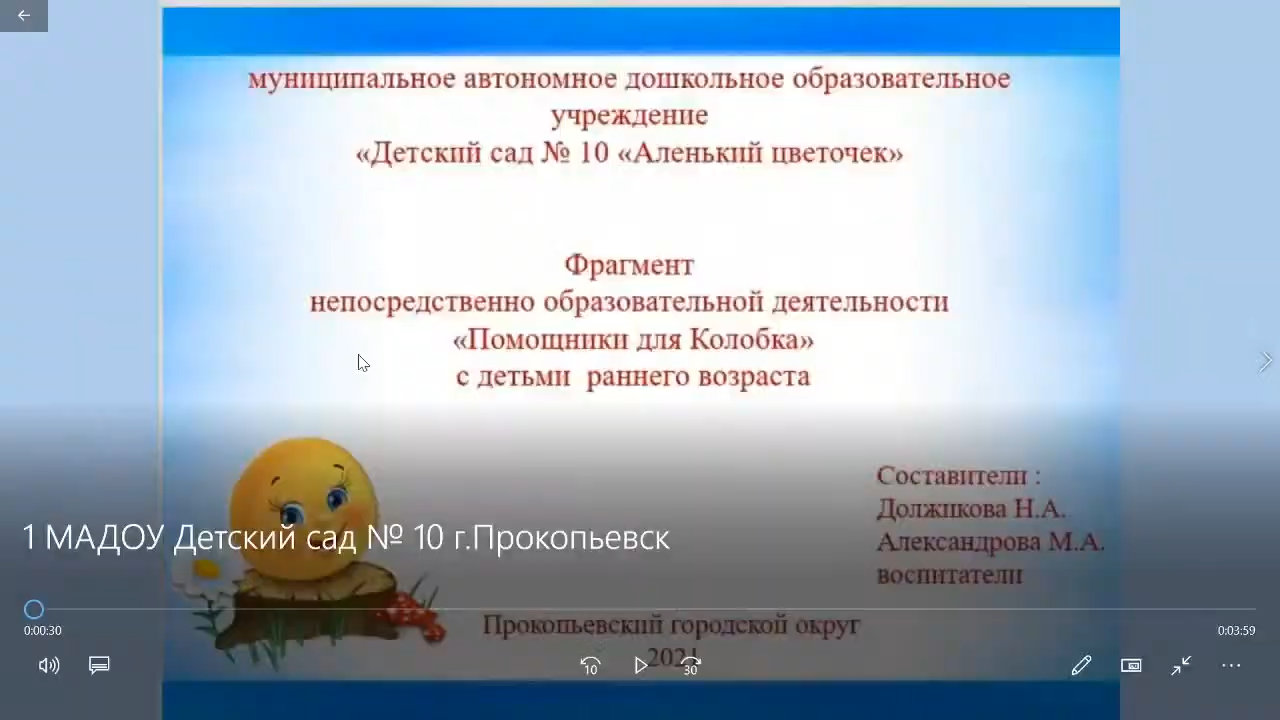 муниципальное автономное дошкольное образовательное
учреждение
«Детский сад № 10 «Аленький цветочек»
Фрагмент
непосредственно образовательной деятельности
«Помощники для Колобка»
с детьми раннего возраста
Составители :
Должикова Н.А.
Александрова М.А.
воспитатели
1 МАДОУ Детский сад № 10 г.Прокопьевск
Прокопьевский городской округ
2021
0:00:30
0:03:59
10
30